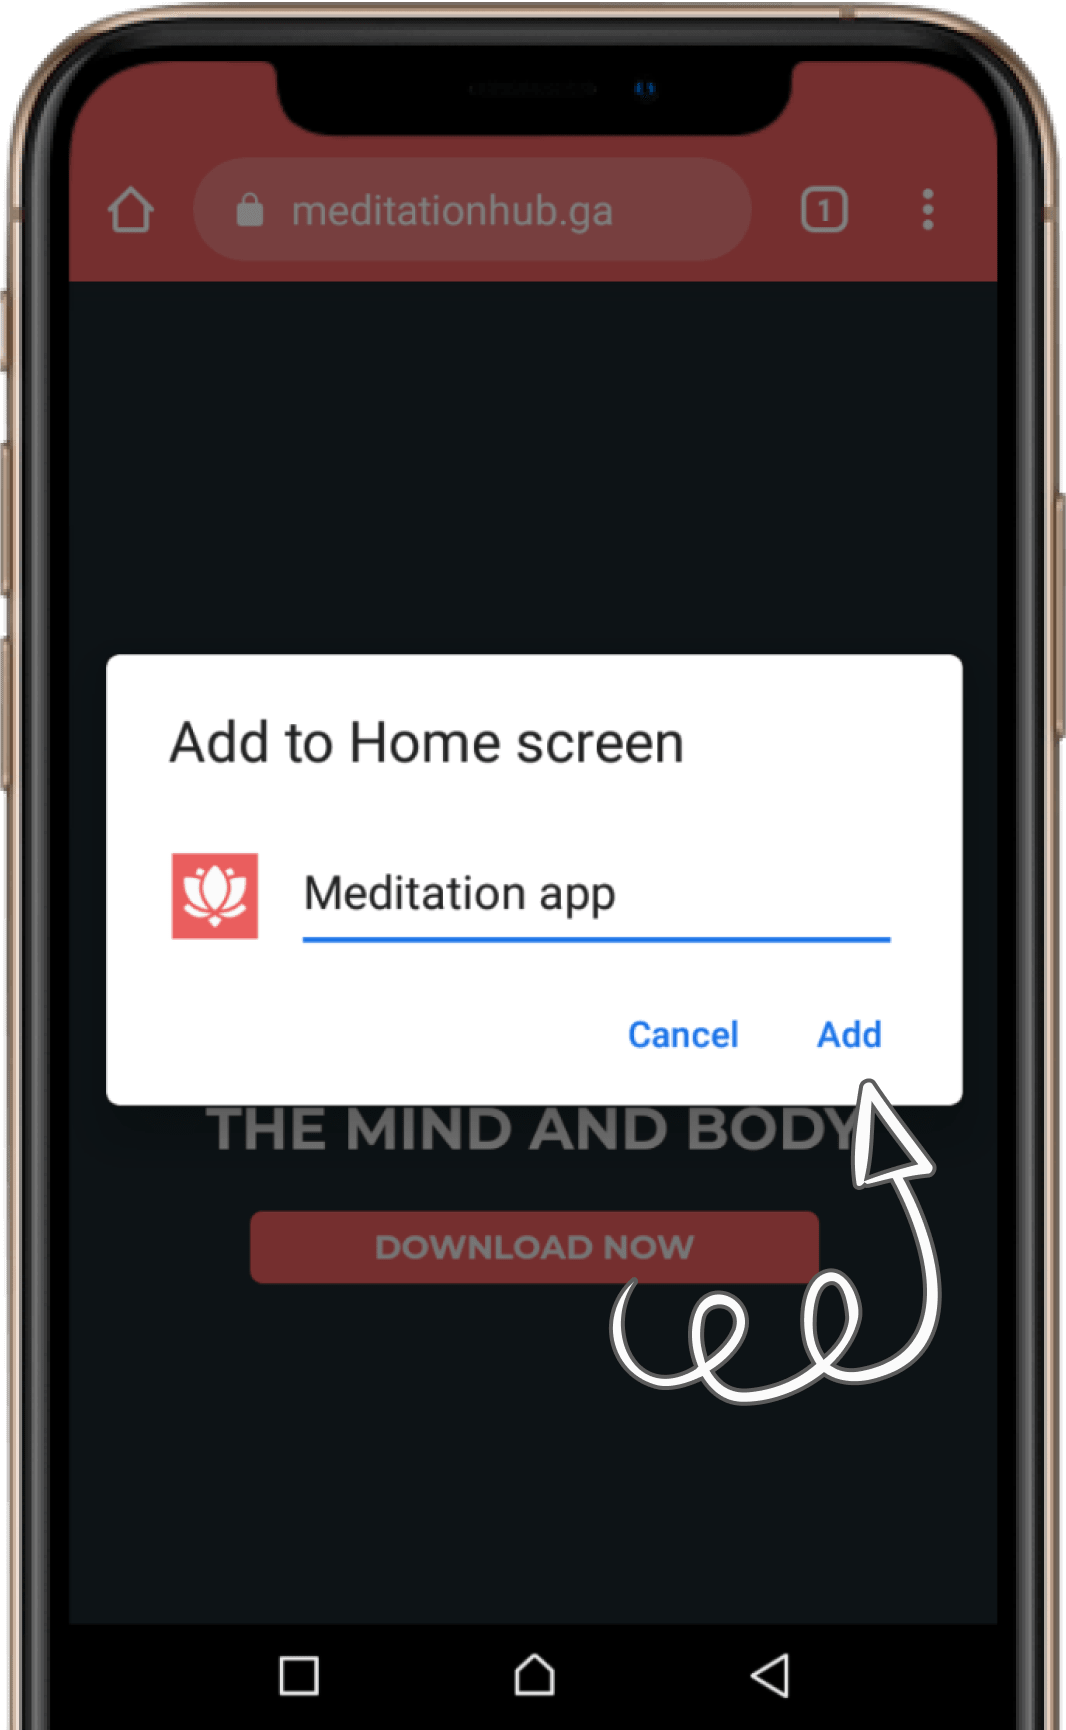 meditationhub.ga
1
Add to Home screen
Meditation app
Cancel Add
THE MIND AND BODY
DOWNLOAD NOW